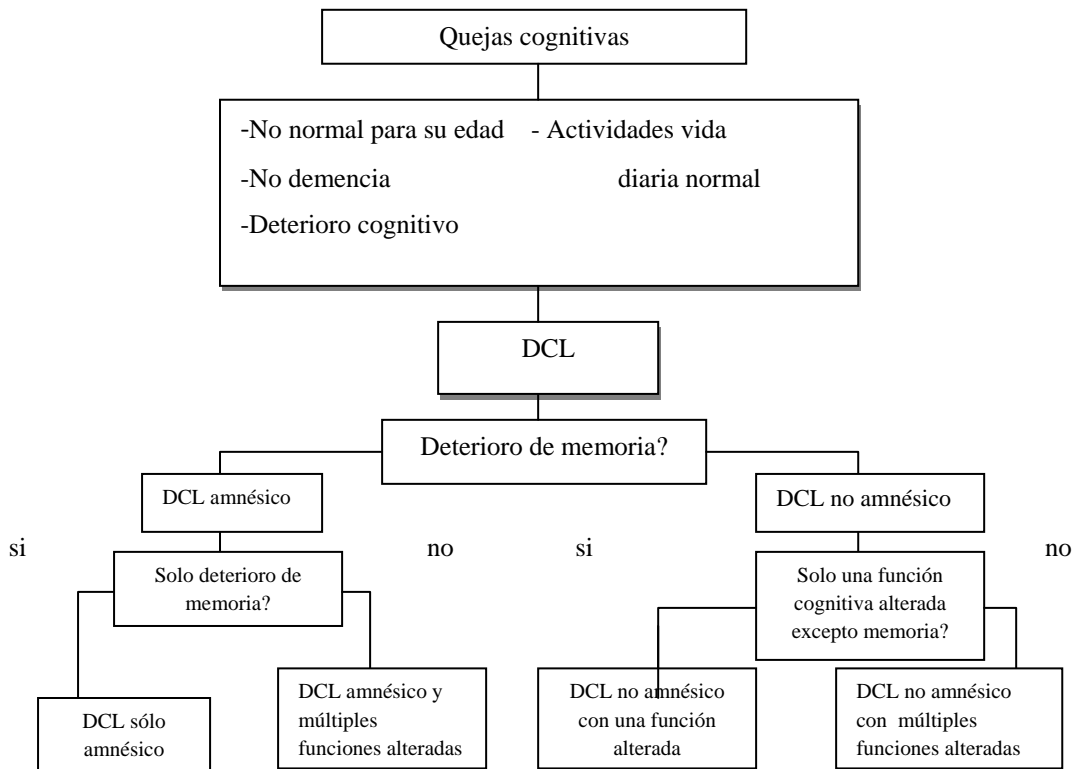 Quejas cognitivas
-No normal para su edad - Actividades vida
-No demencia diaria normal
-Deterioro cognitivo
DCL
Deterioro de memoria?
DCL amnésico
DCL no amnésico
si
no
si
no
Solo deterioro de
memoria?
Solo una función
cognitiva alterada
excepto memoria?
DCL sólo
amnésico
DCL amnésico y
múltiples
funciones alteradas
DCL no amnésico
con una función
alterada
DCL no amnésico
con múltiples
funciones alteradas